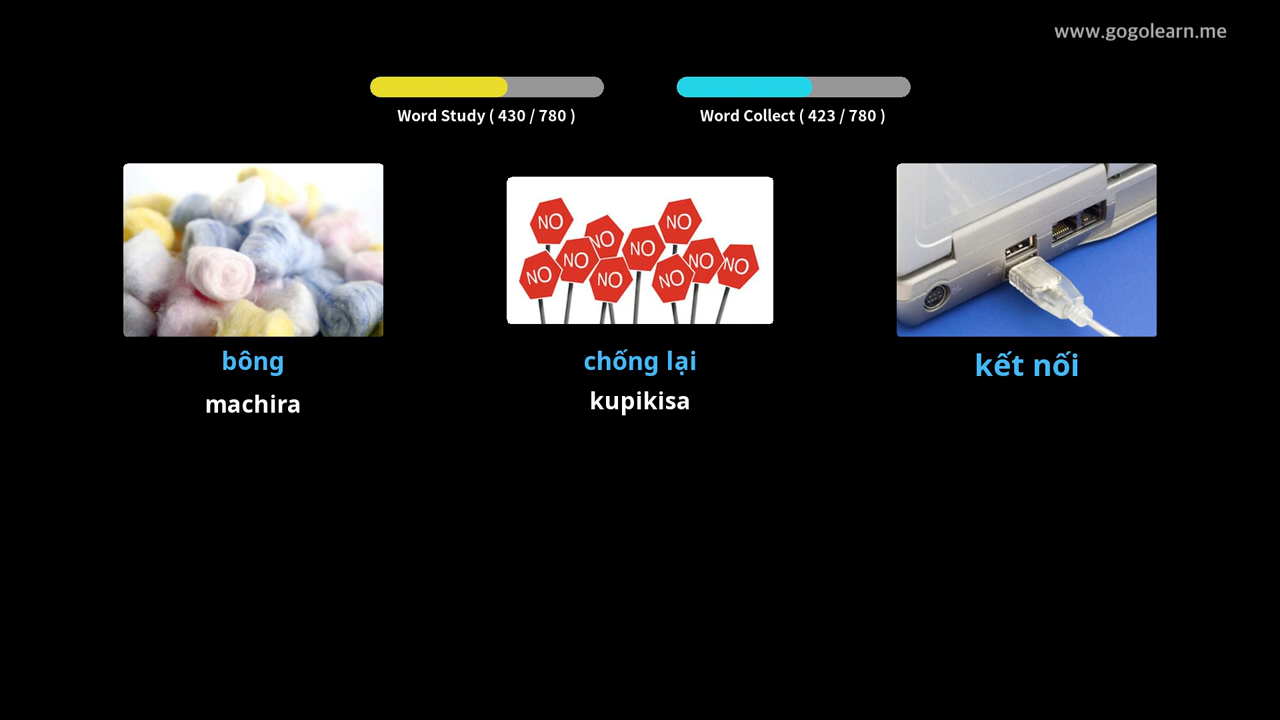 www.gogolearn.me
Word Study ( 430 / 780 )
Word Collect ( 423 / 780 )
NO
NO
NO
NO
NO
NO
NO
NO
NO
NO
bông
chống lại
kết nối
machira
kupikisa